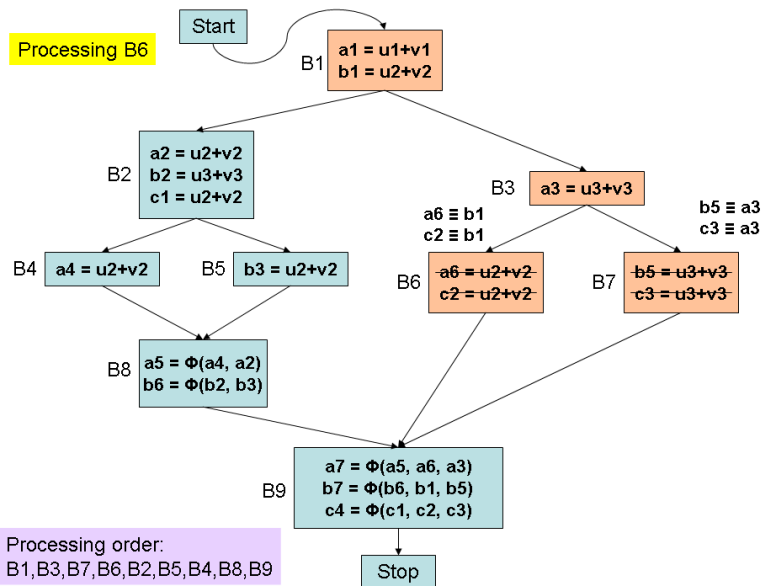 Start
Processing B6
B1
a1 = u1+v1
b1 = u2+v2
B2
a2 = u2+v2
b2 = u3+v3
c1 = u2+v2
B3
a3 = u3+v3
a6 ≡ b1
c2 ≡ b1
b5 ≡ a3
c3 ≡ a3
B4
a4 = u2+v2
B5
b3 = u2+v2
B6
a6 = u2+v2
c2 = u2+v2
B7
b5 = u3+v3
c3 = u3+v3
B8
a5 = Φ(a4, a2)
b6 = Φ(b2, b3)
B9
a7 = Φ(a5, a6, a3)
b7 = Φ(b6, b1, b5)
c4 = Φ(c1, c2, c3)
Processing order:
B1,B3,B7,B6,B2,B5,B4,B8,B9
Stop